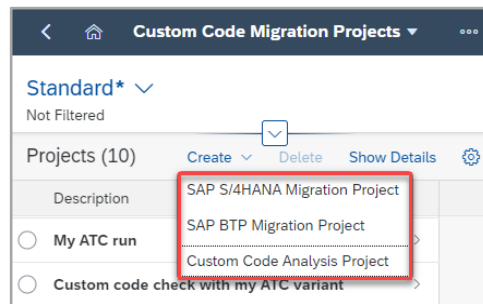 Custom Code Migration Projects
Standard*
Not Filtered
Projects (10) Create Delete Show Details
Description
SAP S/4HANA Migration Project
SAP BTP Migration Project
My ATC run
Custom Code Analysis Project
Custom code check with my ATC variant